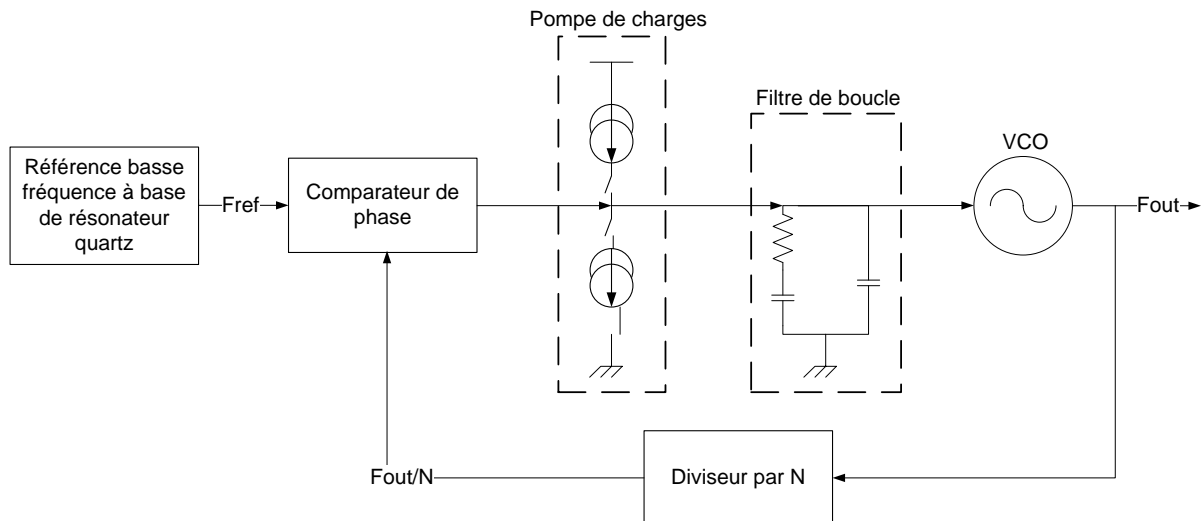 Pompe de charges
Filtre de boucle
VCO
Référence basse
fréquence à base
de résonateur
quartz
Fref
Comparateur de
phase
Fout
Fout/N
Diviseur par N